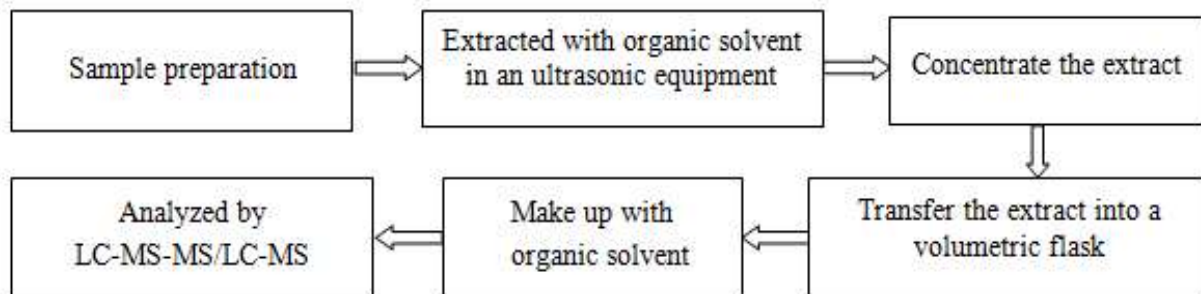 Sample preparation
Extracted with organic solvent
in an ultrasonic equipment
Concentrate the extract
Transfer the extract into a
volumetric flask
Make up with
organic solvent
Analyzed by
LC-MS-MS/LC-MS